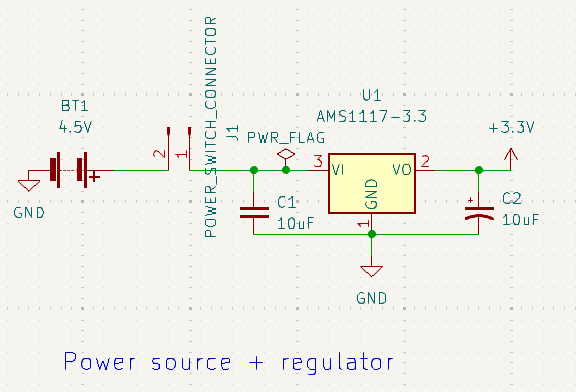 BT1
4.5V
GND
2
1
POWER_SWITCH_CONNECTOR
J1
PWR_FLAG
C1
10uF
U1
AMS1117-3.3
3
VI
VO
2
GND
1
GND
+3.3V
C2
10uF
Power source + regulator